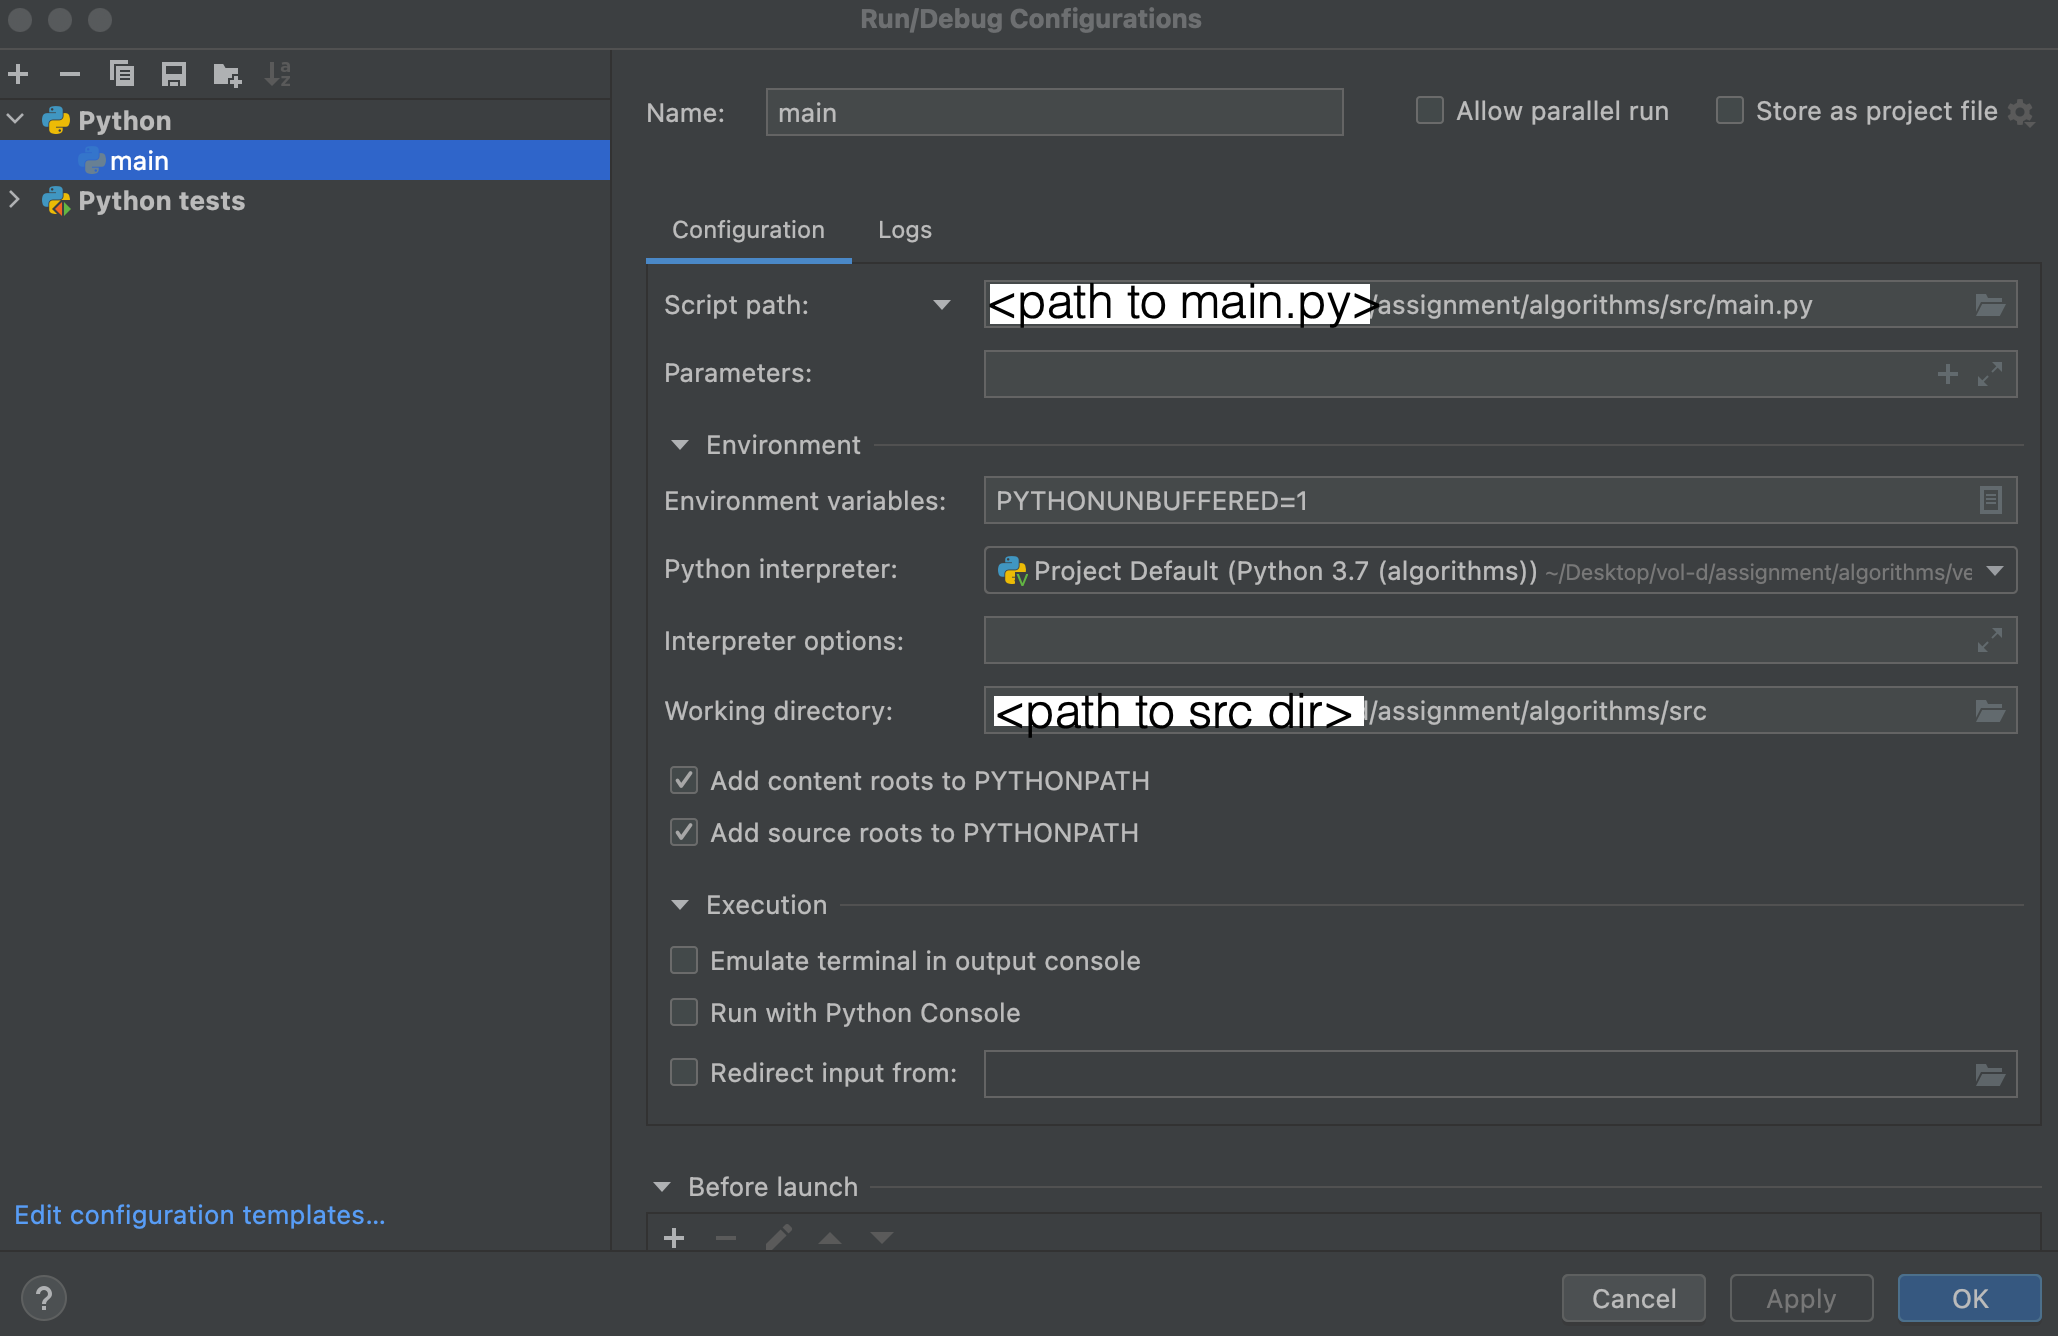 Run/Debug Configurations
Python
main
Python tests
Edit configuration templates...
Name: main
Allow parallel run
Store as project file
Configuration
Logs
Script path: <path to main.py>/assignment/algorithms/src/main.py
Parameters:
Environment
Environment variables: PYTHONUNBUFFERED=1
Python interpreter: Project Default (Python 3.7 (algorithms)) ~/Desktop/vol-d/assignment/algorithms/ve
Interpreter options:
Working directory: <path to src dir>/assignment/algorithms/src
Add content roots to PYTHONPATH
Add source roots to PYTHONPATH
Execution
Emulate terminal in output console
Run with Python Console
Redirect input from:
Before launch
?
Cancel
Apply
OK